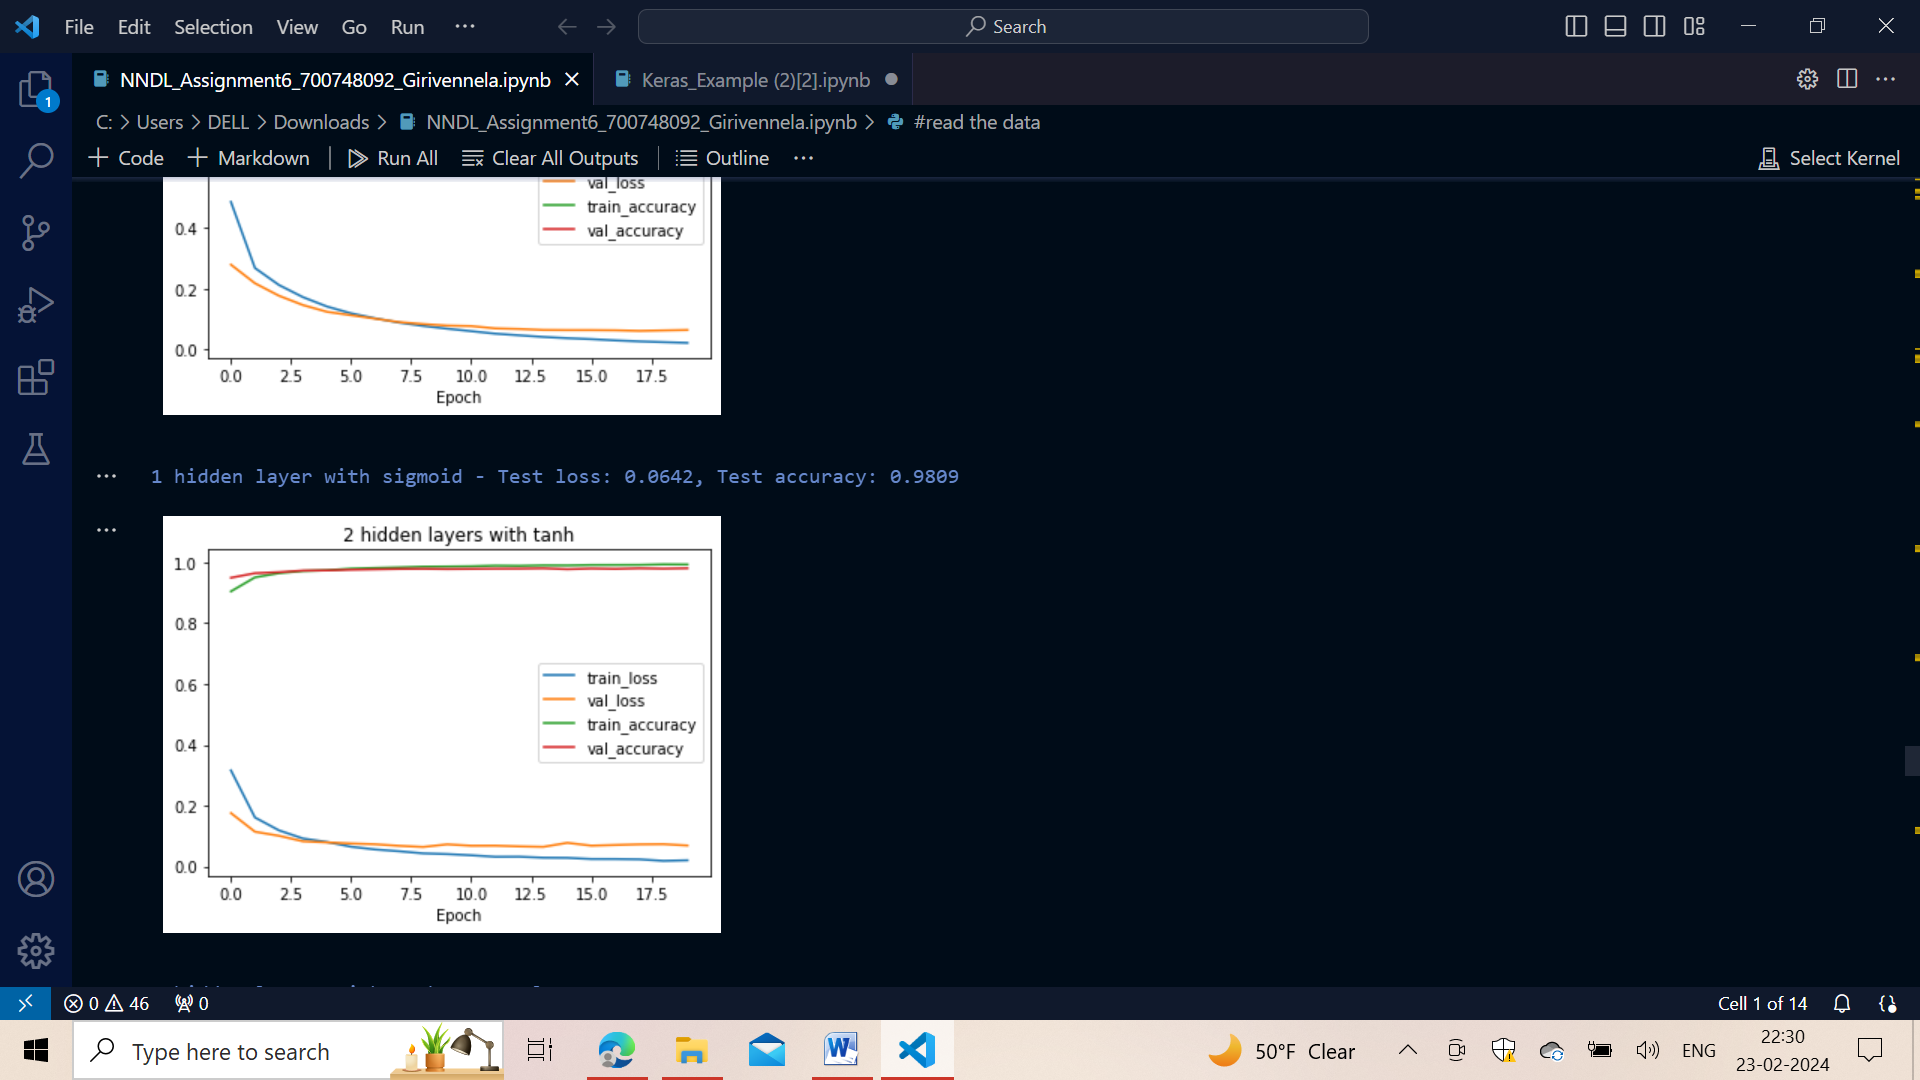 File Edit Selection View Go Run ··· Search
NNDL_Assignment6_700748092_Girivennela.ipynb Keras_Example (2)[2].ipynb
C: > Users > DELL > Downloads > NNDL_Assignment6_700748092_Girivennela.ipynb > #read the data
+ Code + Markdown Run All Clear All Outputs Outline ··· Select Kernel
1
val_loss
train_accuracy
val_accuracy
0.4
0.2
0.0
0.0 2.5 5.0 7.5 10.0 12.5 15.0 17.5
Epoch
1 hidden layer with sigmoid - Test loss: 0.0642, Test accuracy: 0.9809
2 hidden layers with tanh
1.0
0.8
0.6
0.4
0.2
0.0
train_loss
val_loss
train_accuracy
val_accuracy
0.0 2.5 5.0 7.5 10.0 12.5 15.0 17.5
Epoch
0 46 0 Cell 1 of 14
Type here to search 50°F Clear ENG 22:30
23-02-2024